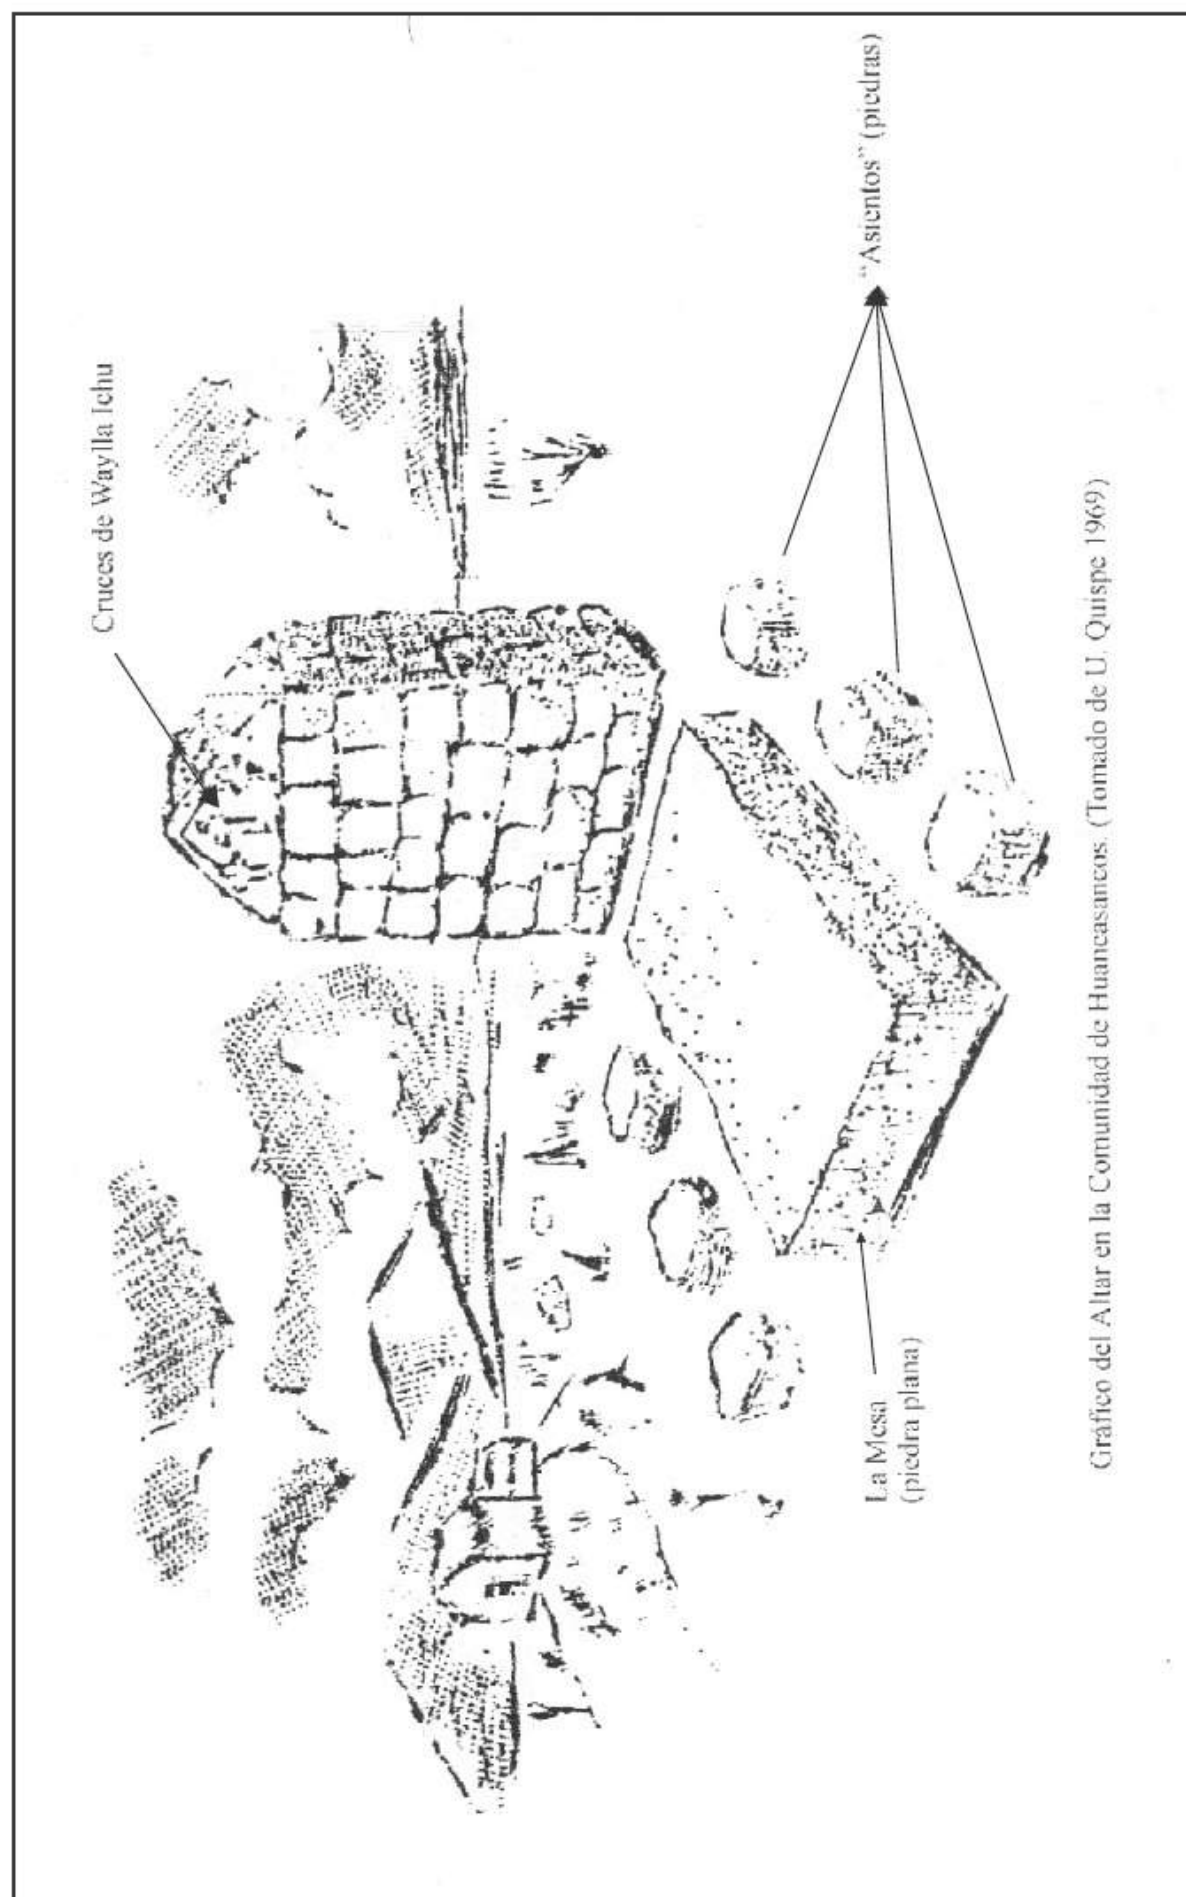 Cruces de Waylla Ichu
"Asientos" (piedras)
La Mesa
(piedra plana)
Gráfico del Altar en la Comunidad de Huancasancos. (Tomado de U. Quispe 1969)